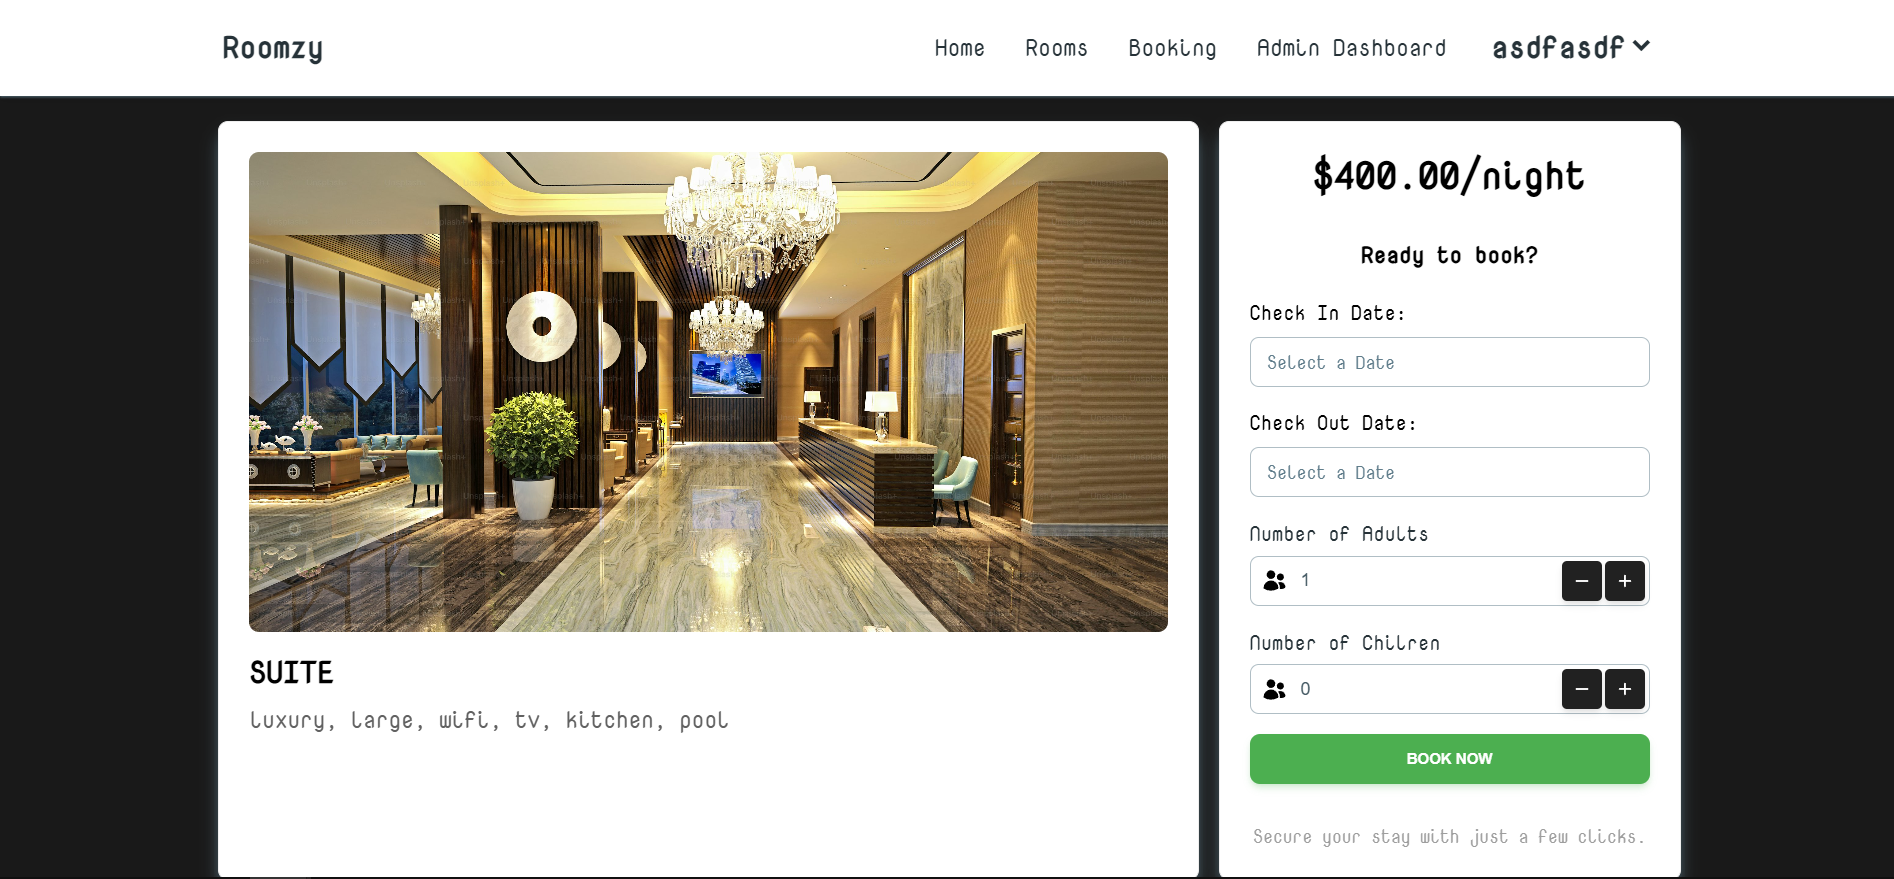 Roomzy
Home Rooms Booking Admin Dashboard asdfasdf
SUITE
luxury, large, wifi, tv, kitchen, pool
$400.00/night
Ready to book?
Check In Date:
Select a Date
Check Out Date:
Select a Date
Number of Adults
1
Number of Chilren
0
BOOK NOW
Secure your stay with just a few clicks.